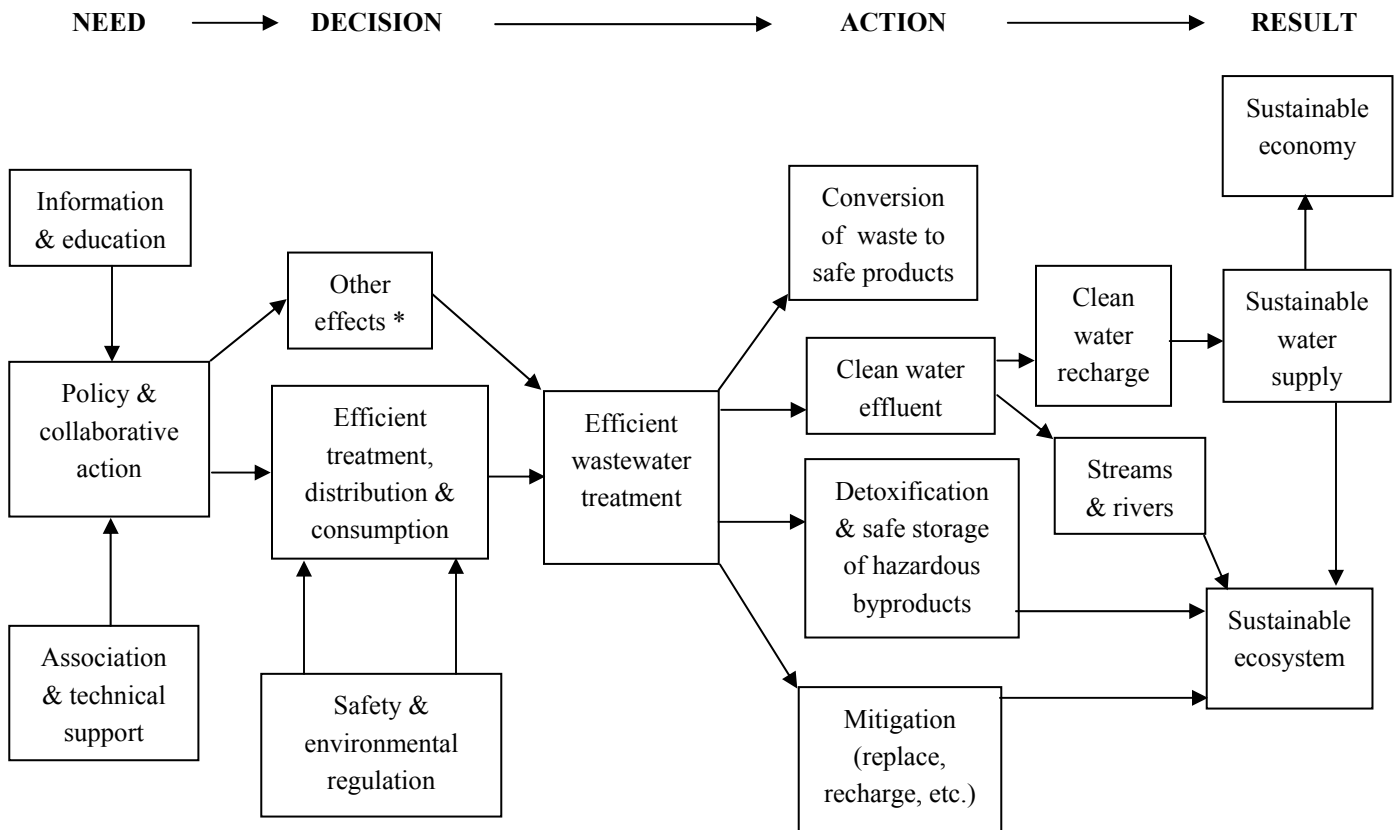 NEED
DECISION
ACTION
RESULT
Information
& education
Policy &
collaborative
action
Association
& technical
support
Other
effects *
Efficient
treatment,
distribution &
consumption
Safety &
environmental
regulation
Efficient
wastewater
treatment
Conversion
of waste to
safe products
Clean water
effluent
Detoxification
& safe storage
of hazardous
byproducts
Mitigation
(replace,
recharge, etc.)
Clean
water
recharge
Streams
& rivers
Sustainable
economy
Sustainable
water
supply
Sustainable
ecosystem